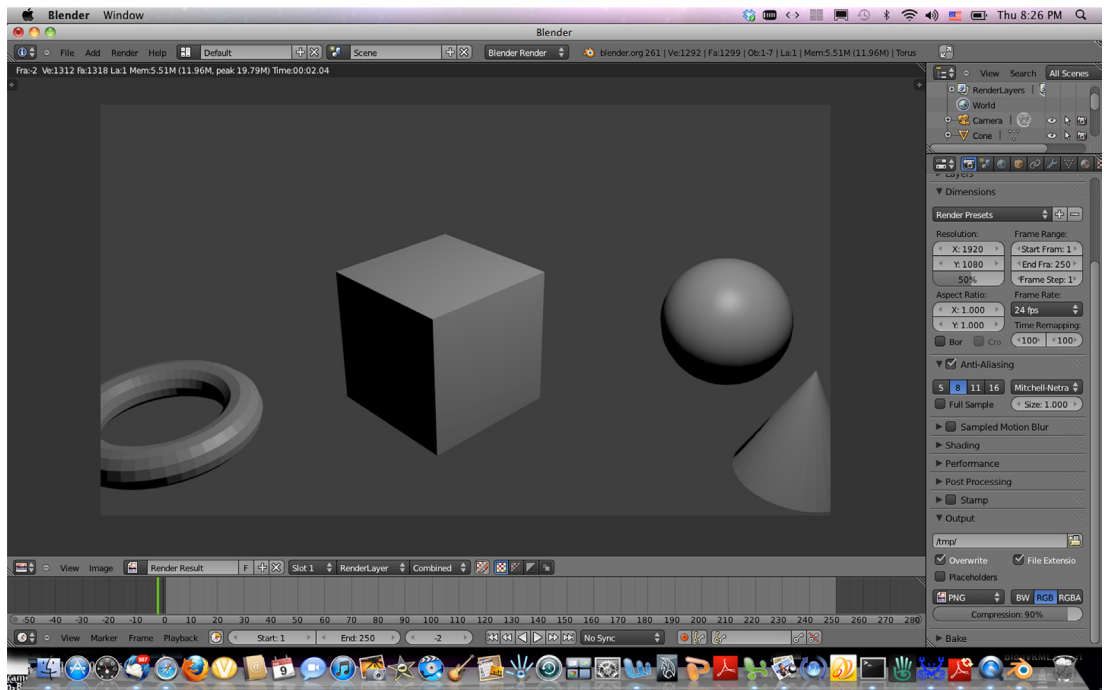 Blender Window Thu 8:26 PM
Blender
File Add Render Help Default Scene Blender Render blender.org 261 | Ve:1292 | Fa:1299 | Ob:1-7 | La:1 | Mem:5.51M (11.96M) | Torus
Fra:-2 Ve:1312 Fa:1318 La:1 Mem:5.51M (11.96M, peak 19.79M) Time:00:02.04
View Search All Scenes
RenderLayers |
World
Camera |
Cone |
Layers
Dimensions
Render Presets
Resolution: Frame Range:
X: 1920 Start Fram: 1
Y: 1080 End Fra: 250
50% Frame Step: 1
Aspect Ratio: Frame Rate:
X: 1.000 24 fps
Y: 1.000 Time Remapping:
Bor Cro 100 100
Anti-Aliasing
5 8 11 16 Mitchell-Netra
Full Sample Size: 1.000
Sampled Motion Blur
Shading
Performance
Post Processing
Stamp
Output
/tmp/
Overwrite File Extensio
Placeholders
PNG BW RGB RGBA
Compression: 90%
Bake
View Image Render Result F Slot 1 RenderLayer Combined
-50 -40 -30 -20 -10 0 10 20 30 40 50 60 70 80 90 100 110 120 130 140 150 160 170 180 190 200 210 220 230 240 250 260 270 280
View Marker Frame Playback Start: 1 End: 250 -2 No Sync